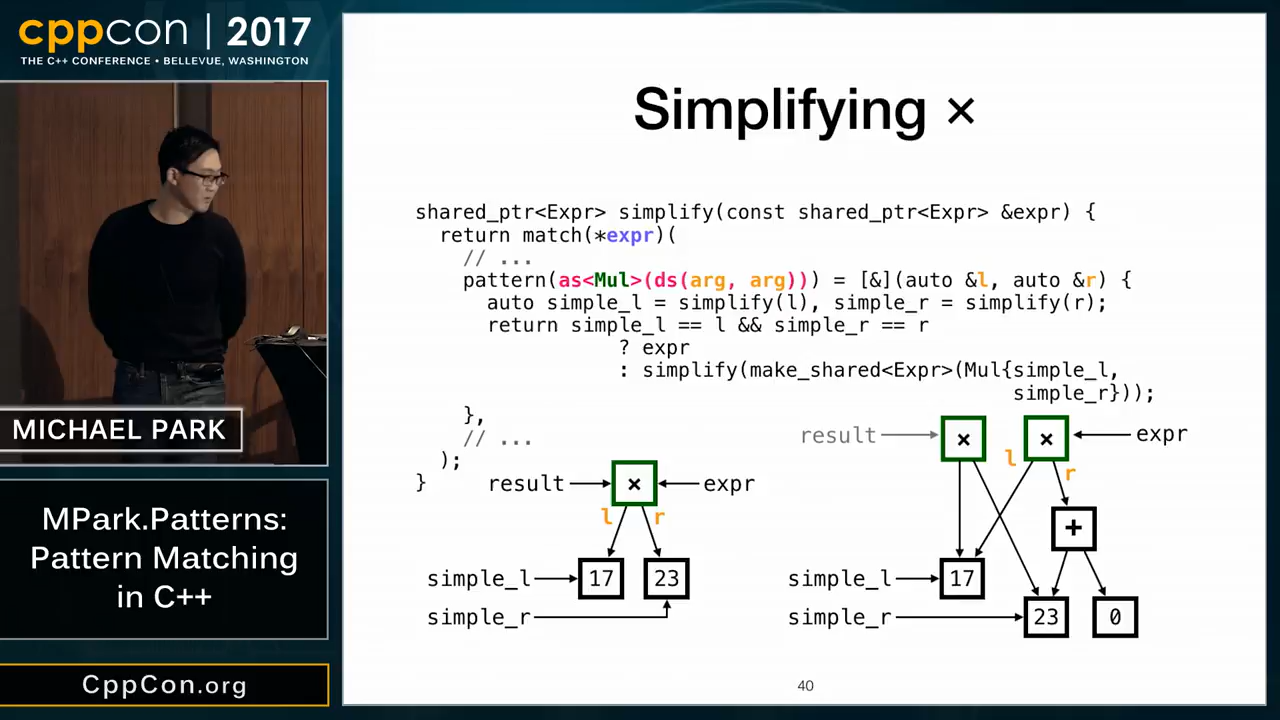 cppcon | 2017
THE C++ CONFERENCE • BELLEVUE, WASHINGTON
MICHAEL PARK
MPark.Patterns:
Pattern Matching
in C++
CppCon.org
Simplifying ×
shared_ptr<Expr> simplify(const shared_ptr<Expr> &expr) {
return match(*expr)(
// ...
pattern(as<Mul>(ds(arg, arg))) = [&](auto &l, auto &r) {
auto simple_l = simplify(l), simple_r = simplify(r);
return simple_l == l && simple_r == r
? expr
: simplify(make_shared<Expr>(Mul{simple_l,
simple_r}));
},
// ...
);
}
result × expr
l r
simple_l 17 23
simple_r
result × × expr
l r
+
simple_l 17
simple_r 23 0
40